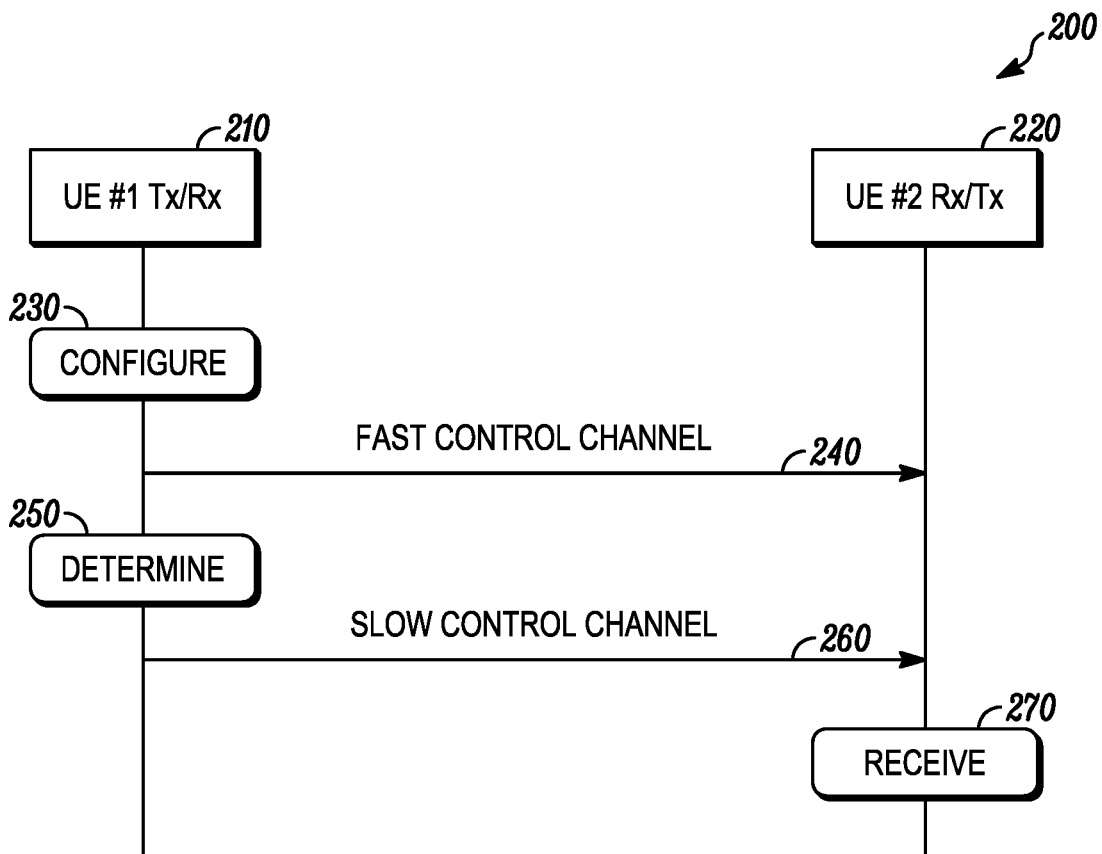 200
210
220
UE #1 Tx/Rx
UE #2 Rx/Tx
230
CONFIGURE
FAST CONTROL CHANNEL
240
250
DETERMINE
SLOW CONTROL CHANNEL
260
270
RECEIVE